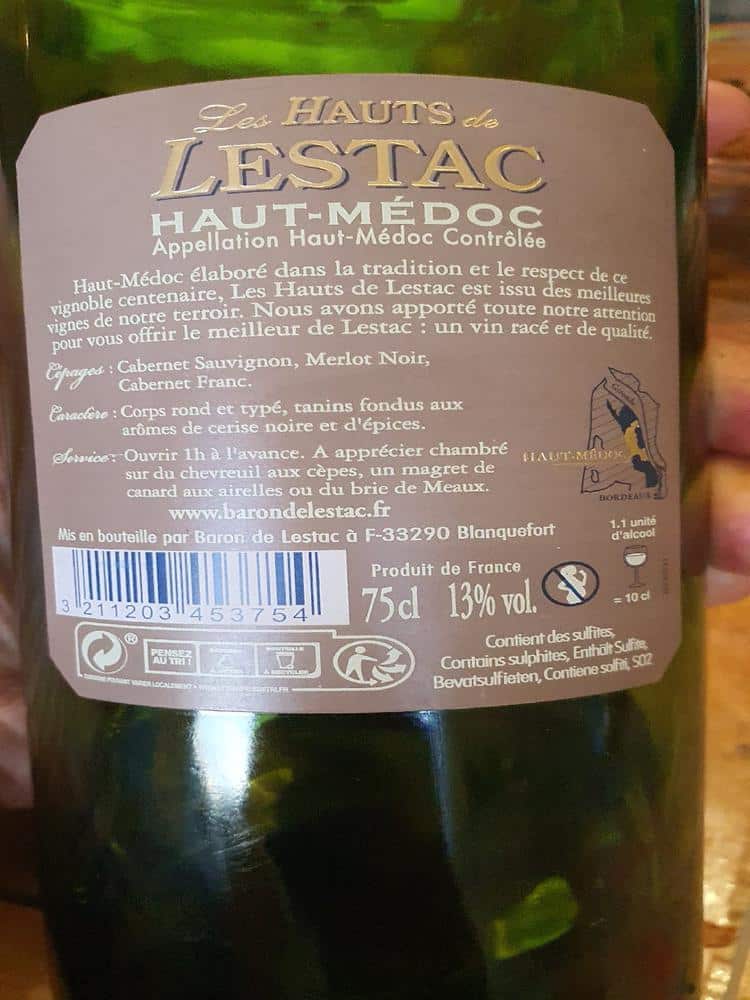 Les HAUTS de
LESTAC
HAUT-MÉDOC
Appellation Haut-Médoc Contrôlée
Haut-Médoc élaboré dans la tradition et le respect de ce
vignoble centenaire, Les Hauts de Lestac est issu des meilleures
vignes de notre terroir. Nous avons apporté toute notre attention
pour vous offrir le meilleur de Lestac : un vin racé et de qualité.
Cépages : Cabernet Sauvignon, Merlot Noir,
Cabernet Franc.
Caractère : Corps rond et typé, tanins fondus aux
arômes de cerise noire et d'épices.
Service : Ouvrir 1h à l'avance. A apprécier chambré
sur du chevreuil aux cèpes, un magret de
canard aux airelles ou du brie de Meaux.
www.barondelestac.fr
Gironde
HAUT-MÉDOC
BORDEAUX
Mis en bouteille par Baron de Lestac à F-33290 Blanquefort
1.1 unité
d'alcool
= 10 cl
Produit de France
75cl 13% vol.
3 211203 453754
Contient des sulfites,
Contains sulphites, Enthält Sulfite,
Bevat sulfieten, Contiene solfiti, SO2
®
PENSEZ
AU TRI !
BOUTEILLE
À RECYCLER